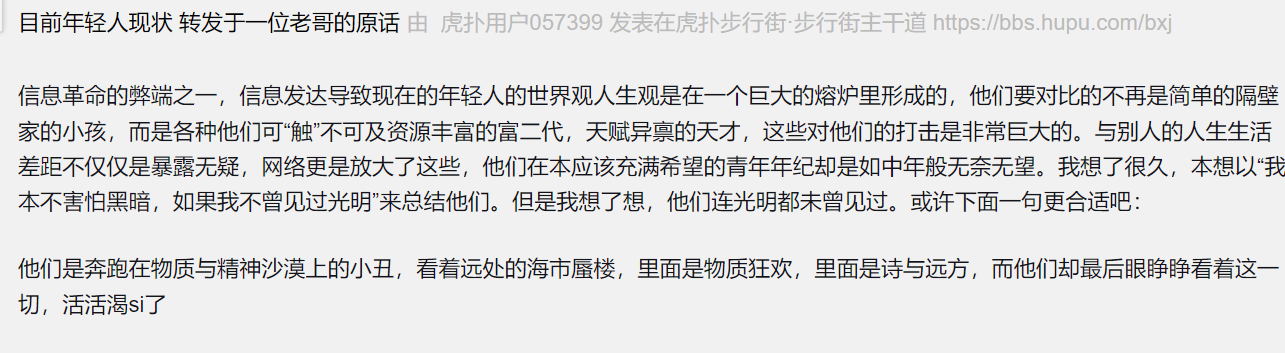 目前年轻人现状 转发于一位老哥的原话 由  虎扑用户057399 发表在虎扑步行街·步行街主干道 https://bbs.hupu.com/bxj
信息革命的弊端之一，信息发达导致现在的年轻人的世界观人生观是在一个巨大的熔炉里形成的，他们要对比的不再是简单的隔壁
家的小孩，而是各种他们可“触”不可及资源丰富的富二代，天赋异禀的天才，这些对他们的打击是非常巨大的。与别人的人生生活
差距不仅仅是暴露无疑，网络更是放大了这些，他们在本应该充满希望的青年年纪却是如中年般无奈无望。我想了很久，本想以“我
本不害怕黑暗，如果我不曾见过光明”来总结他们。但是我想了想，他们连光明都未曾见过。或许下面一句更合适吧：
他们是奔跑在物质与精神沙漠上的小丑，看着远处的海市蜃楼，里面是物质狂欢，里面是诗与远方，而他们却最后眼睁睁看着这一
切，活活渴si了